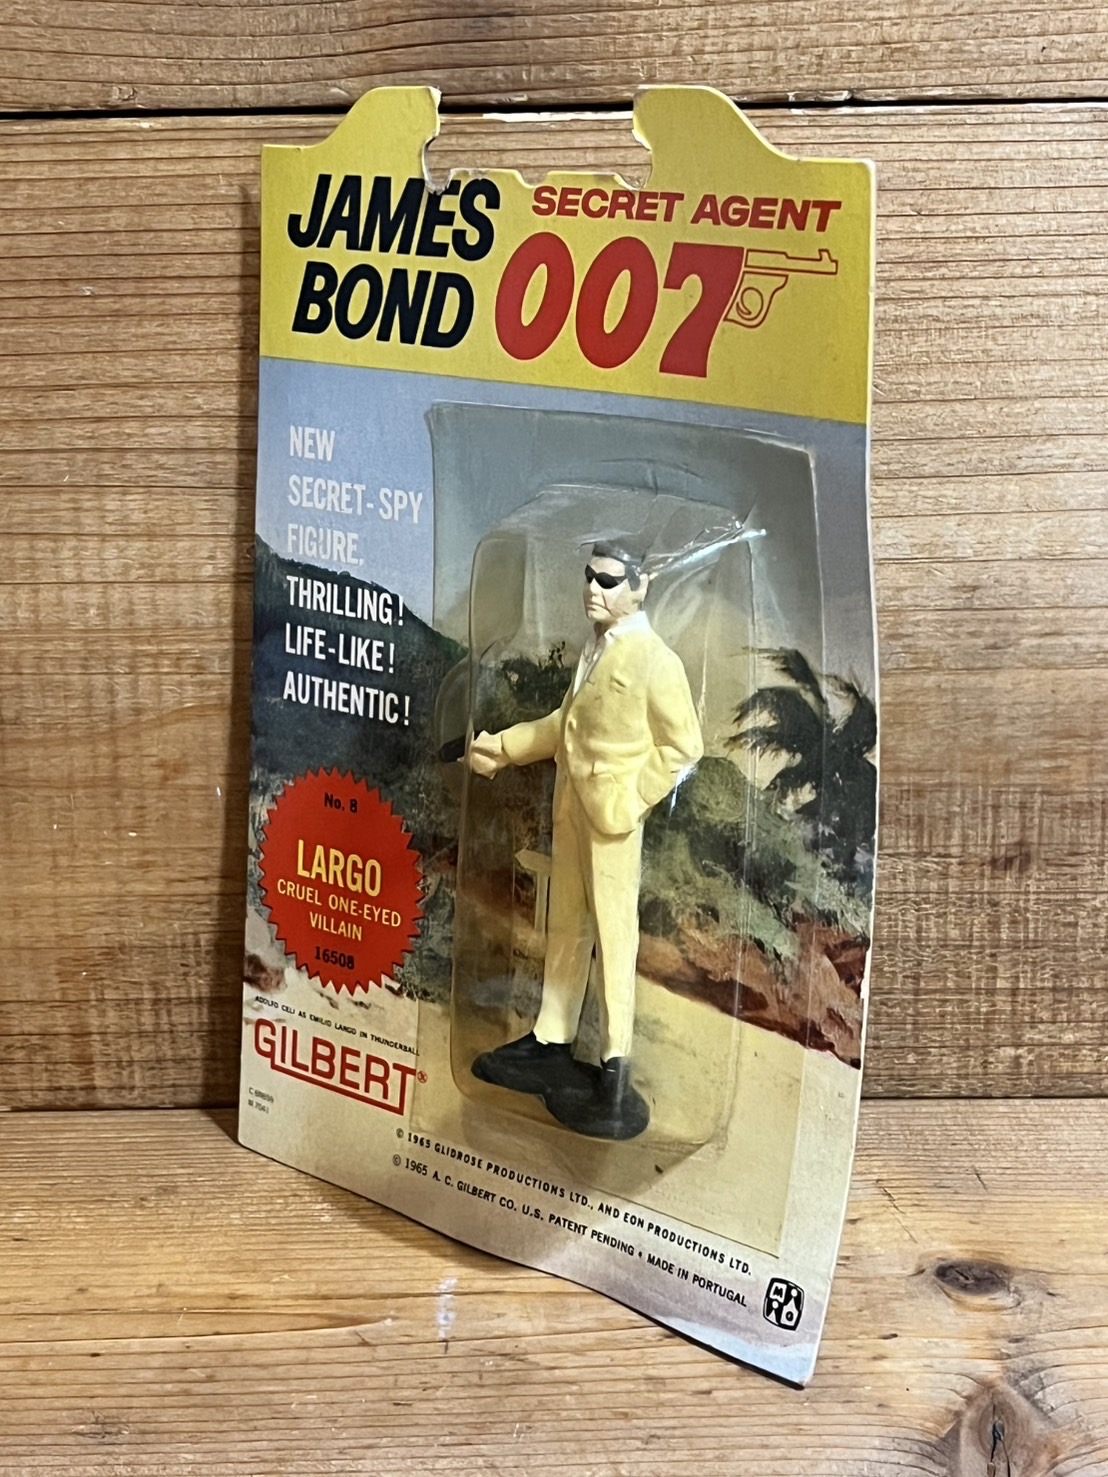 JAMES
BOND
SECRET AGENT
007
NEW
SECRET-SPY
FIGURE.
THRILLING!
LIFE-LIKE!
AUTHENTIC!
No. 8
LARGO
CRUEL ONE-EYED
VILLAIN
16508
ADOLFO CELI AS EMILIO LARGO IN THUNDERBALL
GILBERT®
© 1965 GLIDROSE PRODUCTIONS LTD., AND EON PRODUCTIONS LTD.
© 1965 A. C. GILBERT CO. U.S. PATENT PENDING • MADE IN PORTUGAL